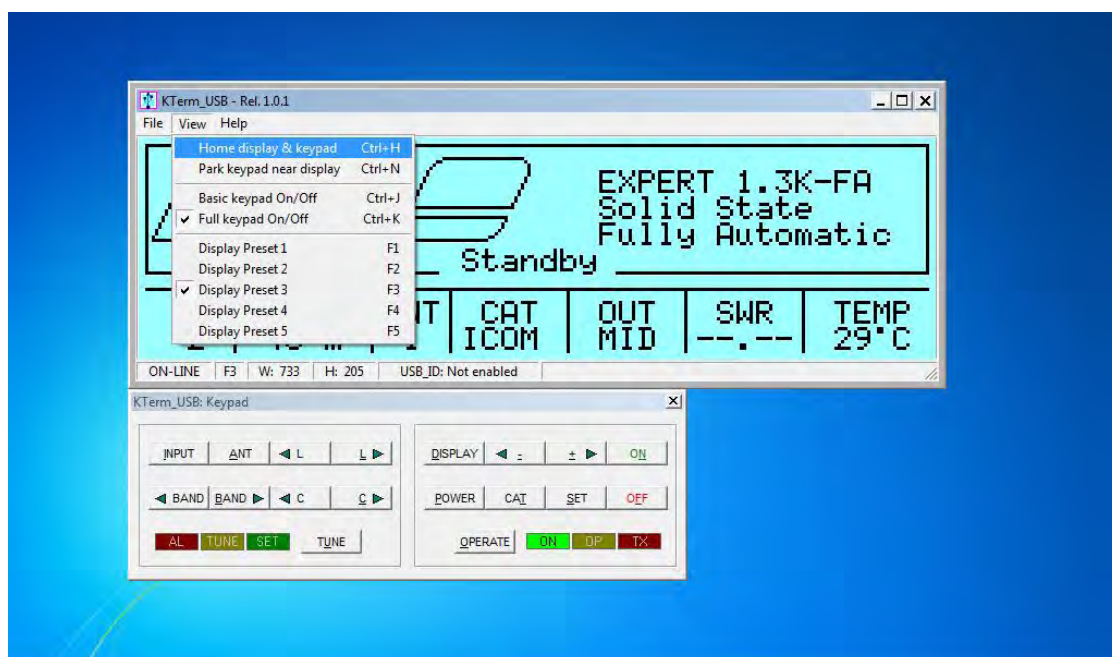 KTerm_USB - Rel. 1.0.1
File View Help
Home display & keypad Ctrl+H
Park keypad near display Ctrl+N
Basic keypad On/Off Ctrl+J
Full keypad On/Off Ctrl+K
Display Preset 1 F1
Display Preset 2 F2
Display Preset 3 F3
Display Preset 4 F4
Display Preset 5 F5
EXPERT 1.3K-FA
Solid State
Fully Automatic
Standby
CAT OUT SWR TEMP
ICOM MID --.-- 29°C
ON-LINE F3 W: 733 H: 205 USB_ID: Not enabled
KTerm_USB: Keypad
INPUT ANT L L DISPLAY - + ON
BAND BAND C C POWER CAT SET OFF
AL TUNE SET TUNE OPERATE ON OP TX